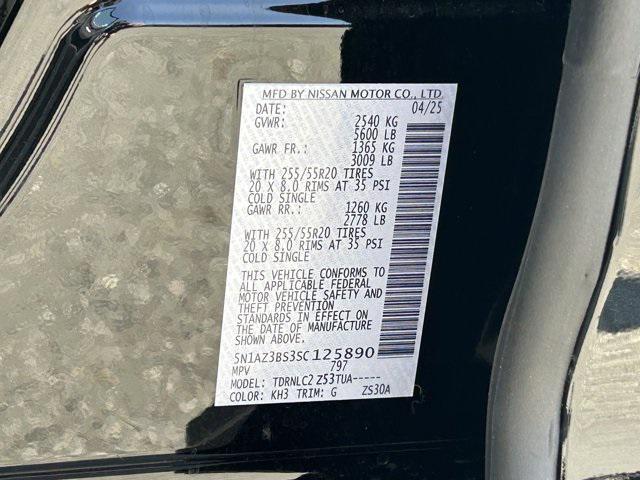 MFD BY NISSAN MOTOR CO., LTD
DATE: 04/25
GVWR: 2540 KG
5600 LB
GAWR FR.: 1365 KG
3009 LB
WITH 255/55R20 TIRES
20 X 8.0 RIMS AT 35 PSI
COLD SINGLE
GAWR RR.: 1260 KG
2778 LB
WITH 255/55R20 TIRES
20 X 8.0 RIMS AT 35 PSI
COLD SINGLE
THIS VEHICLE CONFORMS TO
ALL APPLICABLE FEDERAL
MOTOR VEHICLE SAFETY AND
THEFT PREVENTION
STANDARDS IN EFFECT ON
THE DATE OF MANUFACTURE
SHOWN ABOVE.
5N1AZ3BS3SC125890
MPV 797
MODEL: TDRNLC2 Z53TUA-----
COLOR: KH3 TRIM: G ZS30A